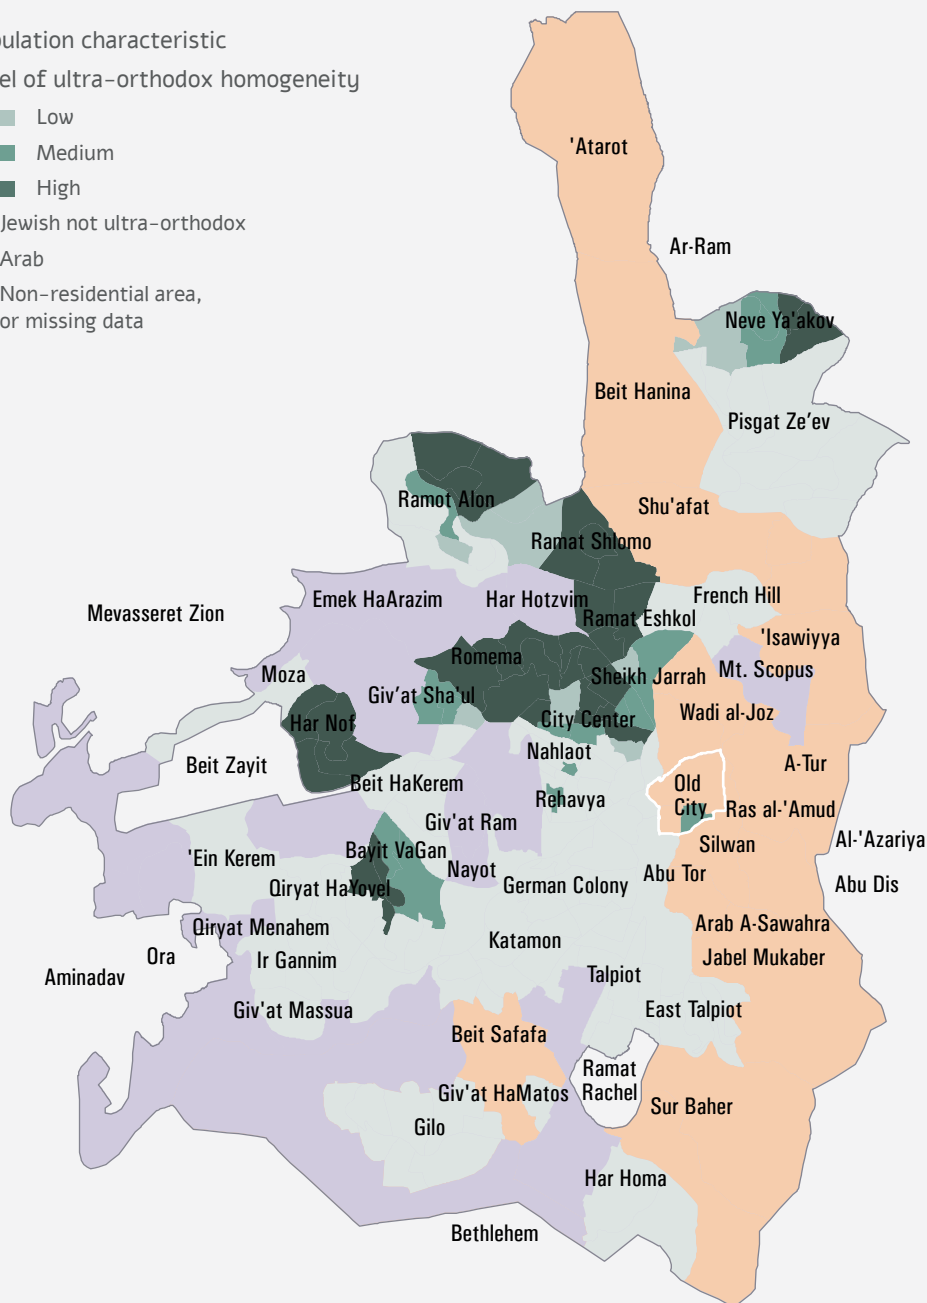 pulation characteristic
el of ultra-orthodox homogeneity
Low
Medium
High
Jewish not ultra-orthodox
Arab
Non-residential area,
or missing data
'Atarot
Ar-Ram
Neve Ya'akov
Beit Hanina
Pisgat Ze'ev
Ramot Alon
Shu'afat
Ramat Shlomo
French Hill
Emek HaArazim
Har Hotzvim
Mevasseret Zion
Ramat Eshkol
'Isawiyya
Romema
Mt. Scopus
Moza
Sheikh Jarrah
Giv'at Sha'ul
Wadi al-Joz
Har Nof
City Center
Nahlaot
A-Tur
Beit Zayit
Beit HaKerem
Old
City
Rehavya
Ras al-'Amud
Giv'at Ram
Al-'Azariya
Silwan
Bayit VaGan
'Ein Kerem
Nayot
Abu Tor
Abu Dis
German Colony
Qiryat HaYovel
Arab A-Sawahra
Qiryat Menahem
Katamon
Ora
Ir Gannim
Jabel Mukaber
Aminadav
Talpiot
Giv'at Massua
East Talpiot
Beit Safafa
Ramat
Rachel
Giv'at HaMatos
Sur Baher
Gilo
Har Homa
Bethlehem